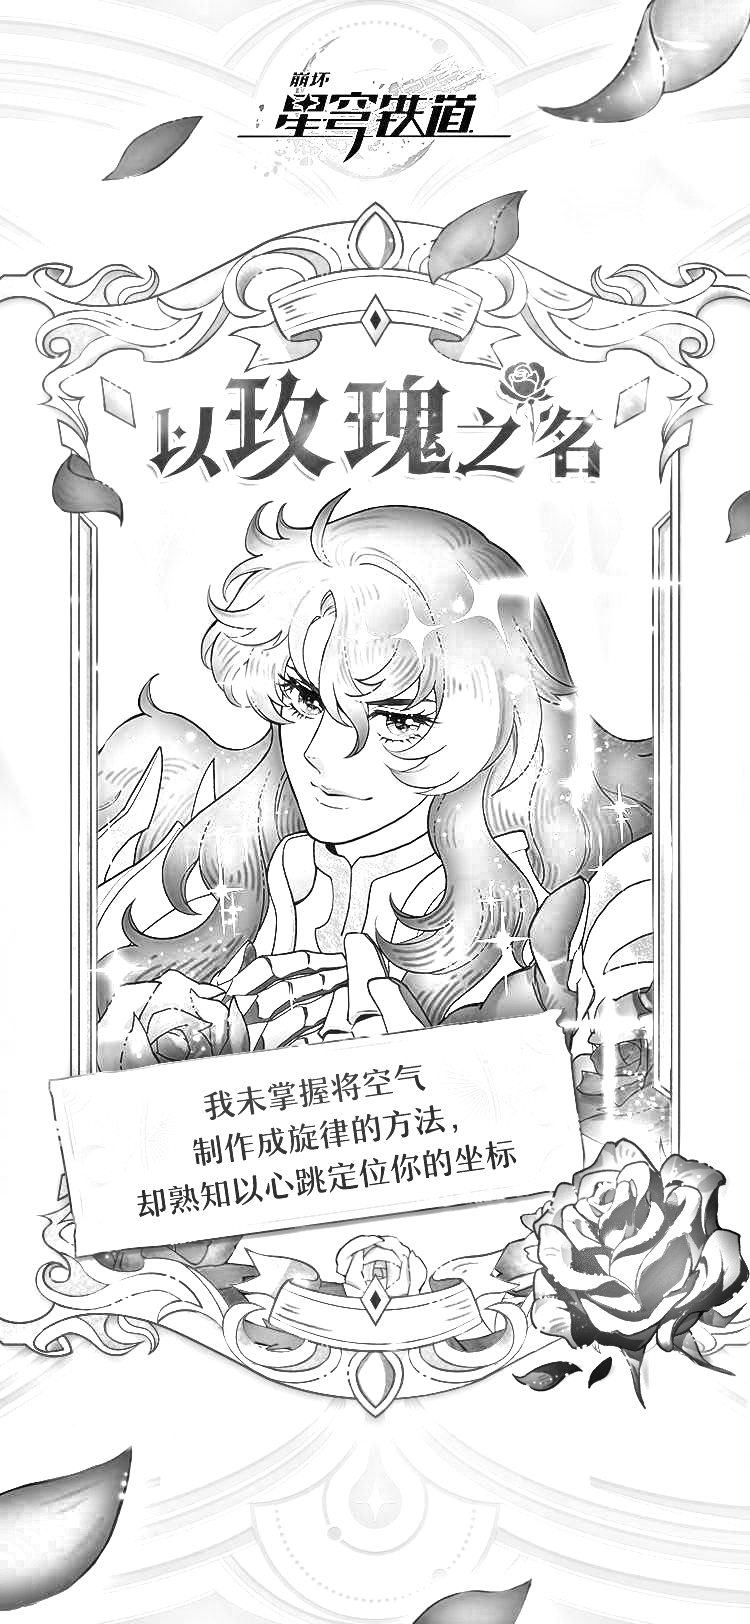 崩坏
星穹铁道
以玫瑰之名
我未掌握将空气
制作成旋律的方法，
却熟知以心跳定位你的坐标